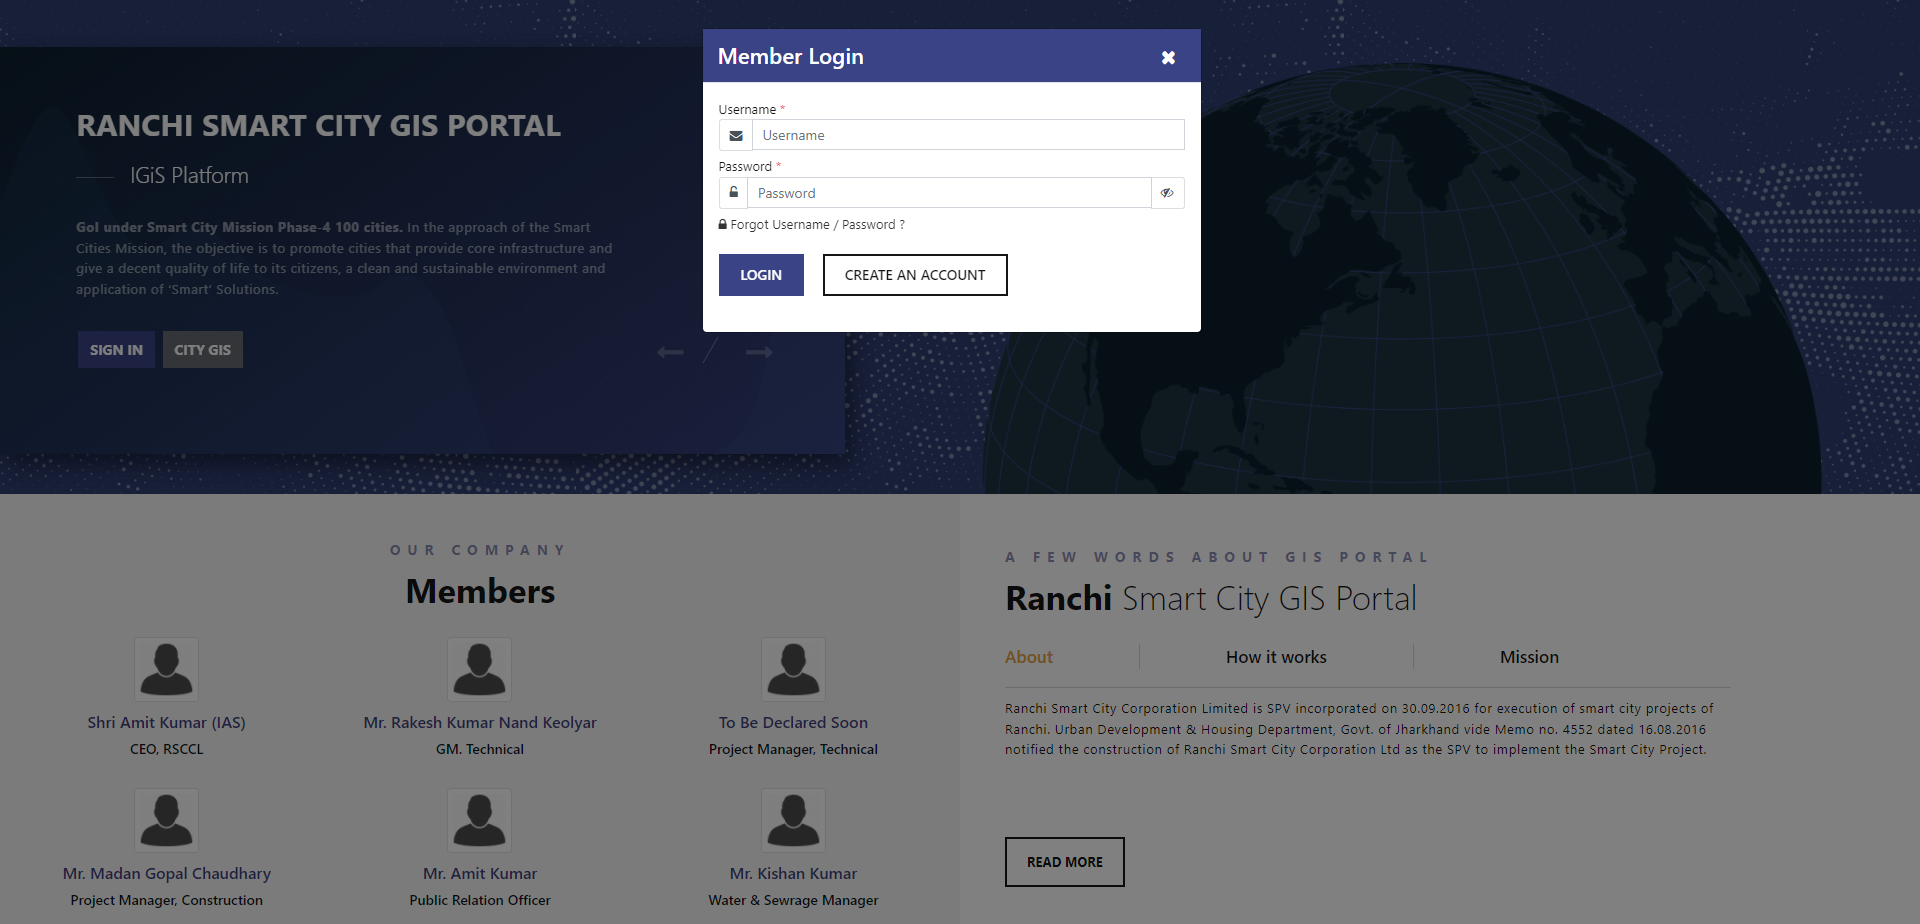 Member Login
Username *
Username
Password *
Password
Forgot Username / Password ?
LOGIN
CREATE AN ACCOUNT
RANCHI SMART CITY GIS PORTAL
IGiS Platform
GoI under Smart City Mission Phase-4 100 cities. In the approach of the Smart
Cities Mission, the objective is to promote cities that provide core infrastructure and
give a decent quality of life to its citizens, a clean and sustainable environment and
application of 'Smart' Solutions.
SIGN IN
CITY GIS
OUR COMPANY
Members
Shri Amit Kumar (IAS)
CEO, RSCCL
Mr. Rakesh Kumar Nand Keolyar
GM. Technical
To Be Declared Soon
Project Manager, Technical
Mr. Madan Gopal Chaudhary
Project Manager, Construction
Mr. Amit Kumar
Public Relation Officer
Mr. Kishan Kumar
Water & Sewrage Manager
A FEW WORDS ABOUT GIS PORTAL
Ranchi Smart City GIS Portal
About
How it works
Mission
Ranchi Smart City Corporation Limited is SPV incorporated on 30.09.2016 for execution of smart city projects of
Ranchi. Urban Development & Housing Department, Govt. of Jharkhand vide Memo no. 4552 dated 16.08.2016
notified the construction of Ranchi Smart City Corporation Ltd as the SPV to implement the Smart City Project.
READ MORE